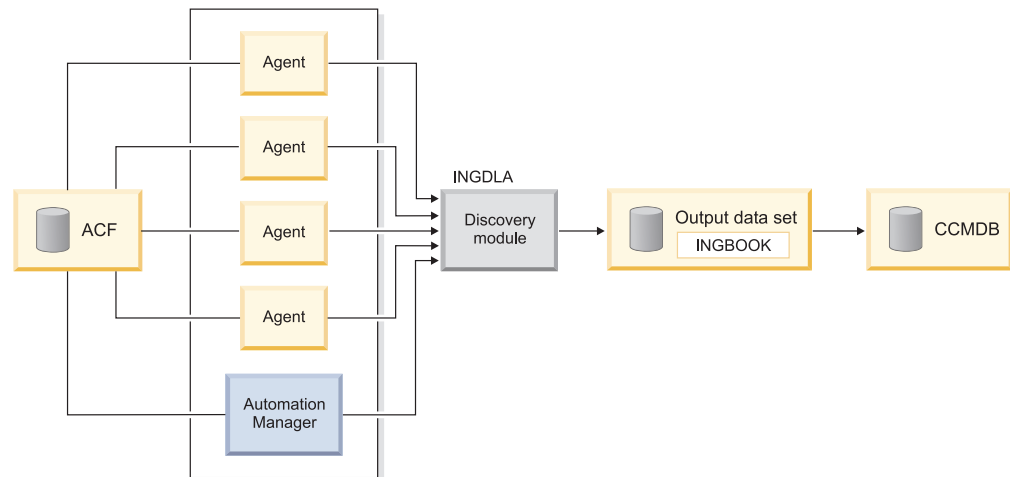 Agent
Agent
INGDLA
ACF
Agent
Discovery
module
Output data set
INGBOOK
CCMDB
Agent
Automation
Manager